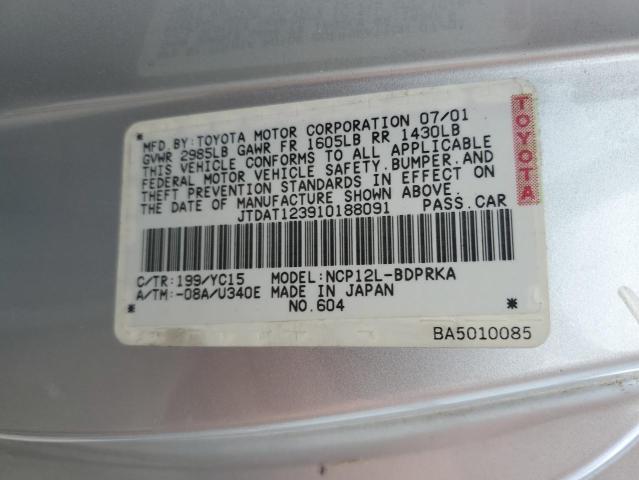 MFD.BY:TOYOTA MOTOR CORPORATION 07/01
GVWR 2985LB GAWR FR 1605LB RR 1430LB
THIS VEHICLE CONFORMS TO ALL APPLICABLE
FEDERAL MOTOR VEHICLE SAFETY,BUMPER,AND
THEFT PREVENTION STANDARDS IN EFFECT ON
THE DATE OF MANUFACTURE SHOWN ABOVE.
JTDAT123910188091 PASS.CAR
C/TR:199/YC15 MODEL:NCP12L-BDPRKA
A/TM:-08A/U340E MADE IN JAPAN
* NO.604 *
BA5010085
TOYOTA